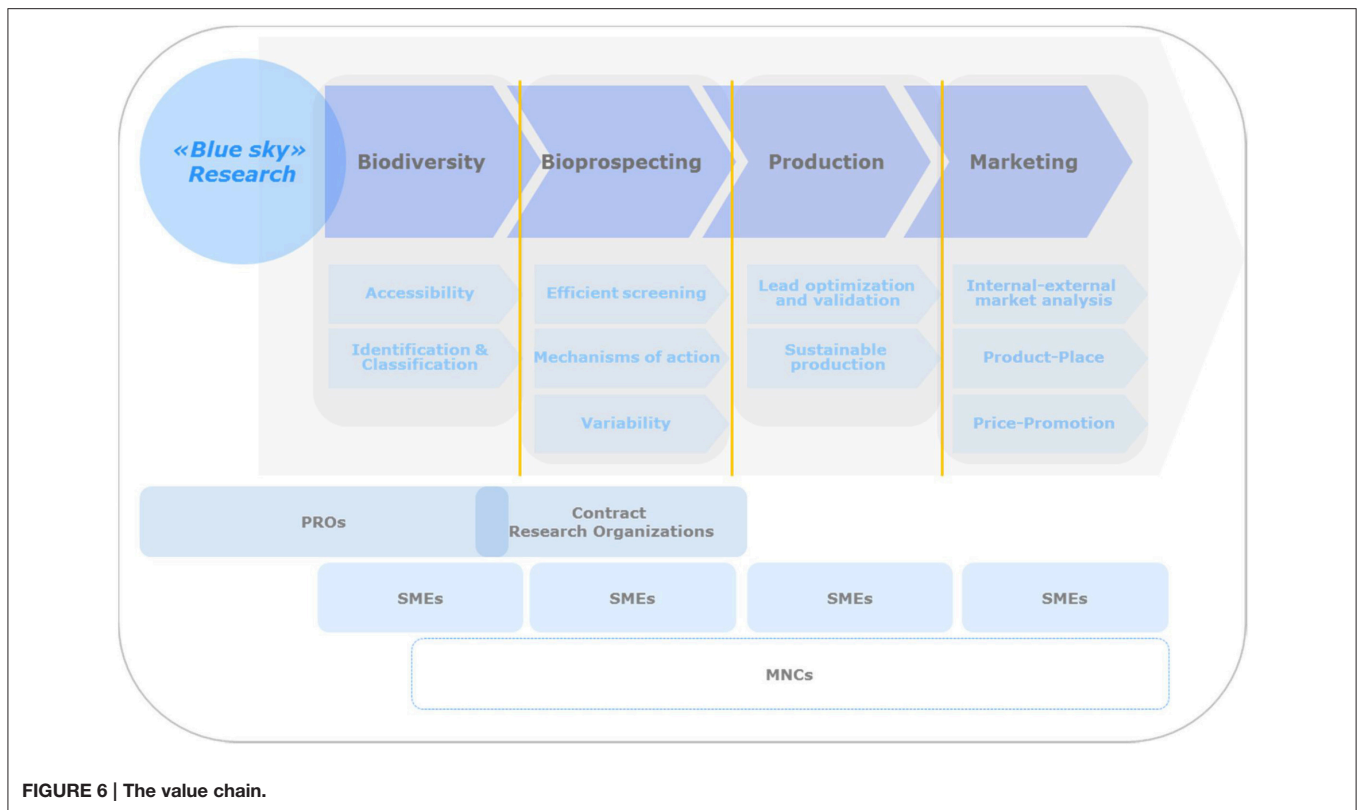 «Blue sky»
Research
Biodiversity
Bioprospecting
Production
Marketing
Accessibility
Efficient screening
Lead optimization
and validation
Internal-external
market analysis
Identification &
Classification
Mechanisms of action
Sustainable
production
Product-Place
Variability
Price-Promotion
PROs
Contract
Research Organizations
SMEs
SMEs
SMEs
SMEs
MNCs
FIGURE 6 | The value chain.